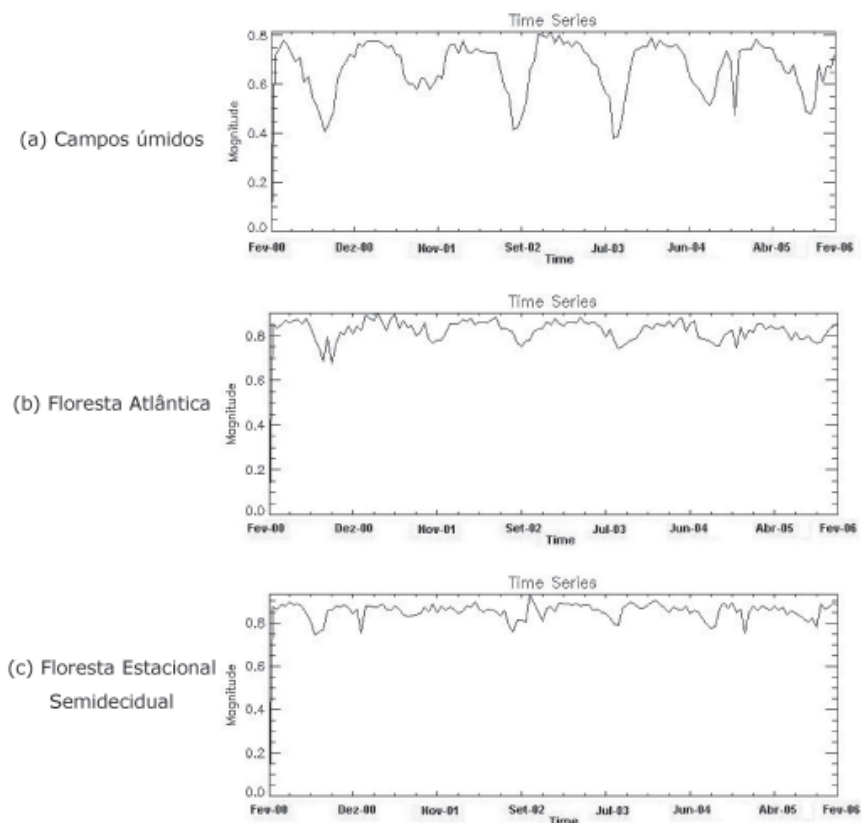 Time Series
0.8
0.6
0.4
0.2
0.0
Magnitude
(a) Campos úmidos
Fev-00 Dez-00 Nov-01 Set-02 Jul-03 Jun-04 Abr-05 Fev-06
Time
Time Series
0.8
0.6
0.4
0.2
0.0
Magnitude
(b) Floresta Atlântica
Fev-00 Dez-00 Nov-01 Set-02 Jul-03 Jun-04 Abr-05 Fev-06
Time
Time Series
0.8
0.6
0.4
0.2
0.0
Magnitude
(c) Floresta Estacional
Semidecidual
Fev-00 Dez-00 Nov-01 Set-02 Jul-03 Jun-04 Abr-05 Fev-06
Time